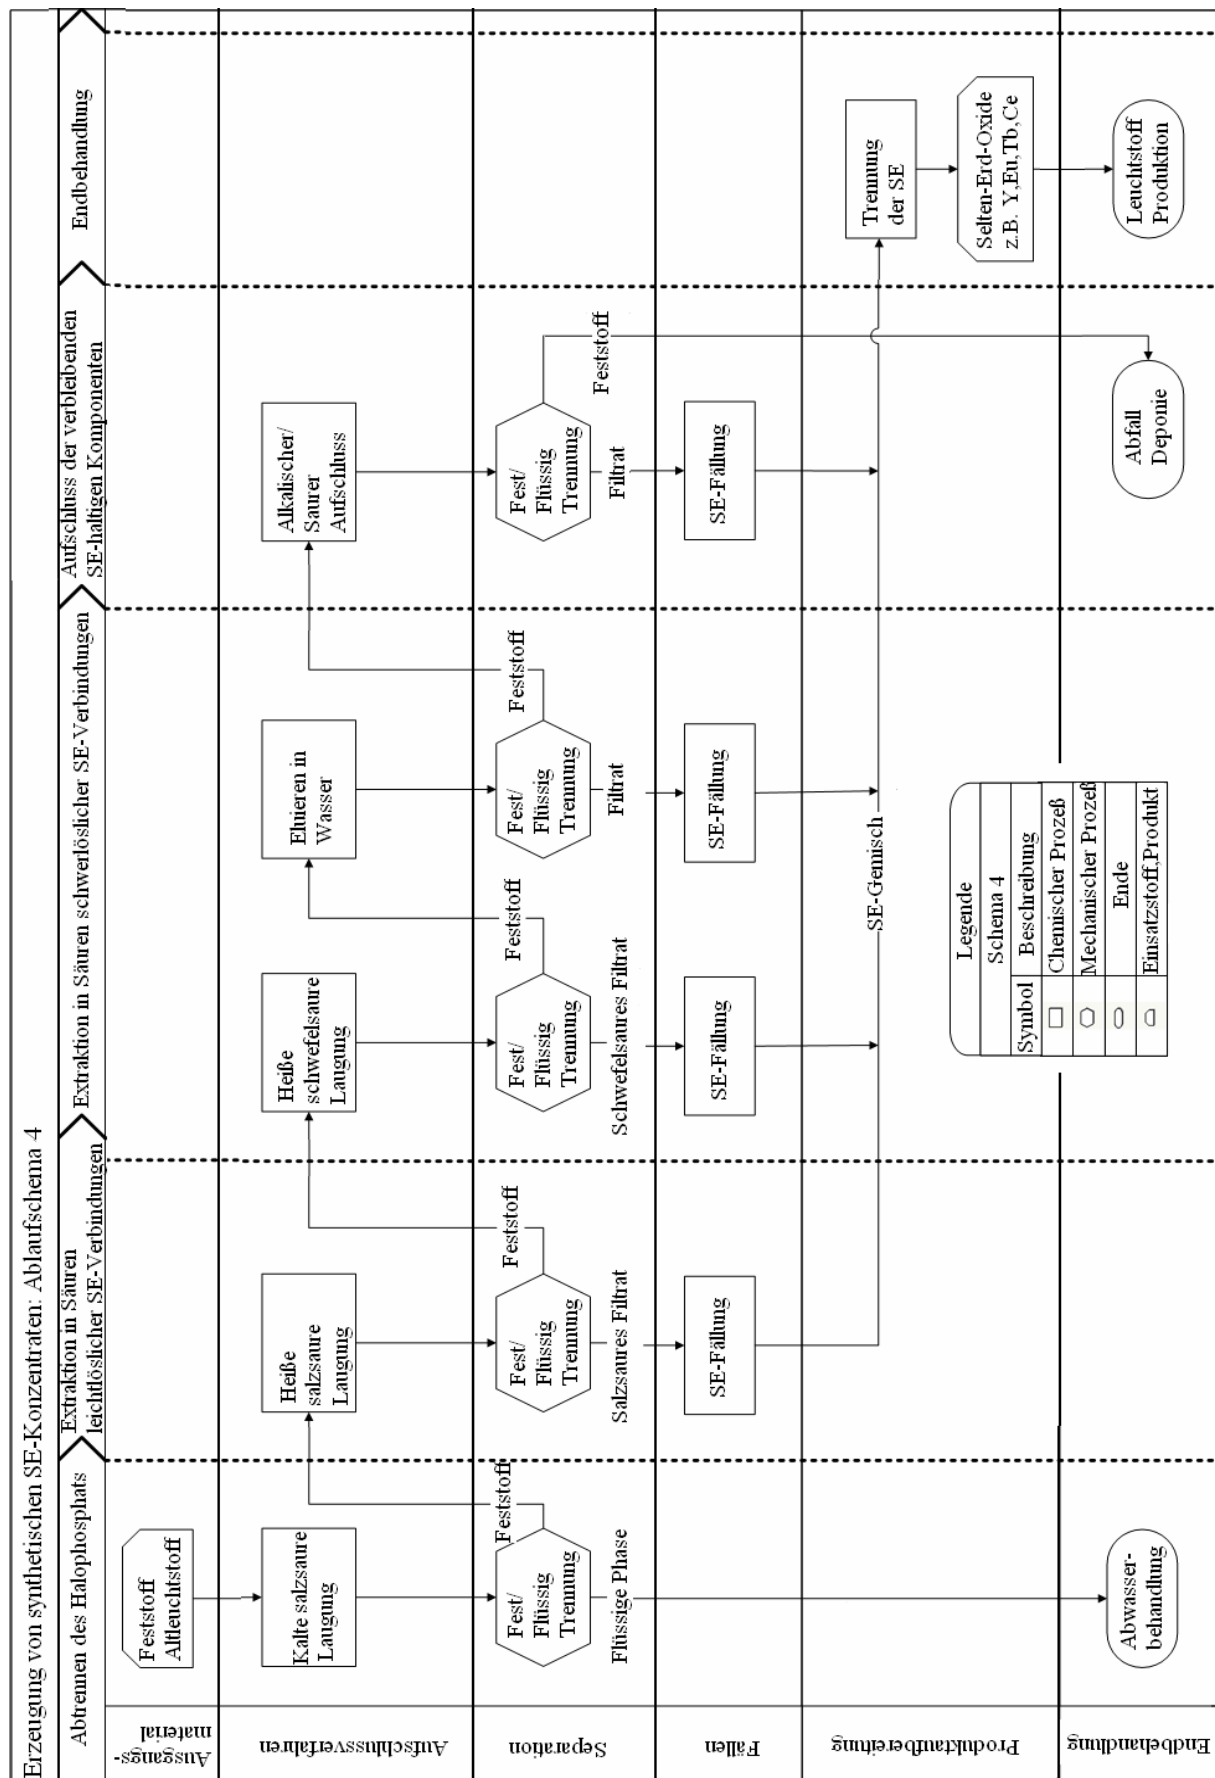 Erzeugung von synthetischen SE-Konzentraten: Ablaufschema 4
Abtrennen des Halophosphats
Extraktion in Säuren
leichtlöslicher SE-Verbindungen
Extraktion in Säuren schwerlöslicher SE-Verbindungen
Aufschluss der verbleibenden
SE-haltigen Komponenten
Endbehandlung
Ausgangs-
material
Feststoff
Altleuchtstoff
Aufschlussverfahren
Kalte salzsaure
Laugung
Heiße
salzsaure
Laugung
Heiße
schwefelsaure
Laugung
Eluieren in
Wasser
Alkalischer/
Saurer
Aufschluss
Separation
Fest/
Flüssig
Trennung
Feststoff
Flüssige Phase
Fest/
Flüssig
Trennung
Feststoff
Salzsaures Filtrat
Fest/
Flüssig
Trennung
Feststoff
Schwefelsaures Filtrat
Fest/
Flüssig
Trennung
Feststoff
Filtrat
Fest/
Flüssig
Trennung
Feststoff
Filtrat
Fällen
SE-Fällung
SE-Fällung
SE-Fällung
SE-Fällung
Produktaufbereitung
SE-Gemisch
Trennung
der SE
Selten-Erd-Oxide
z.B. Y,Eu,Tb,Ce
Legende
Schema 4
Symbol Beschreibung
Chemischer Prozeß
Mechanischer Prozeß
Ende
Einsatzstoff,Produkt
Endbehandlung
Abwasser-
behandlung
Abfall
Deponie
Leuchtstoff
Produktion